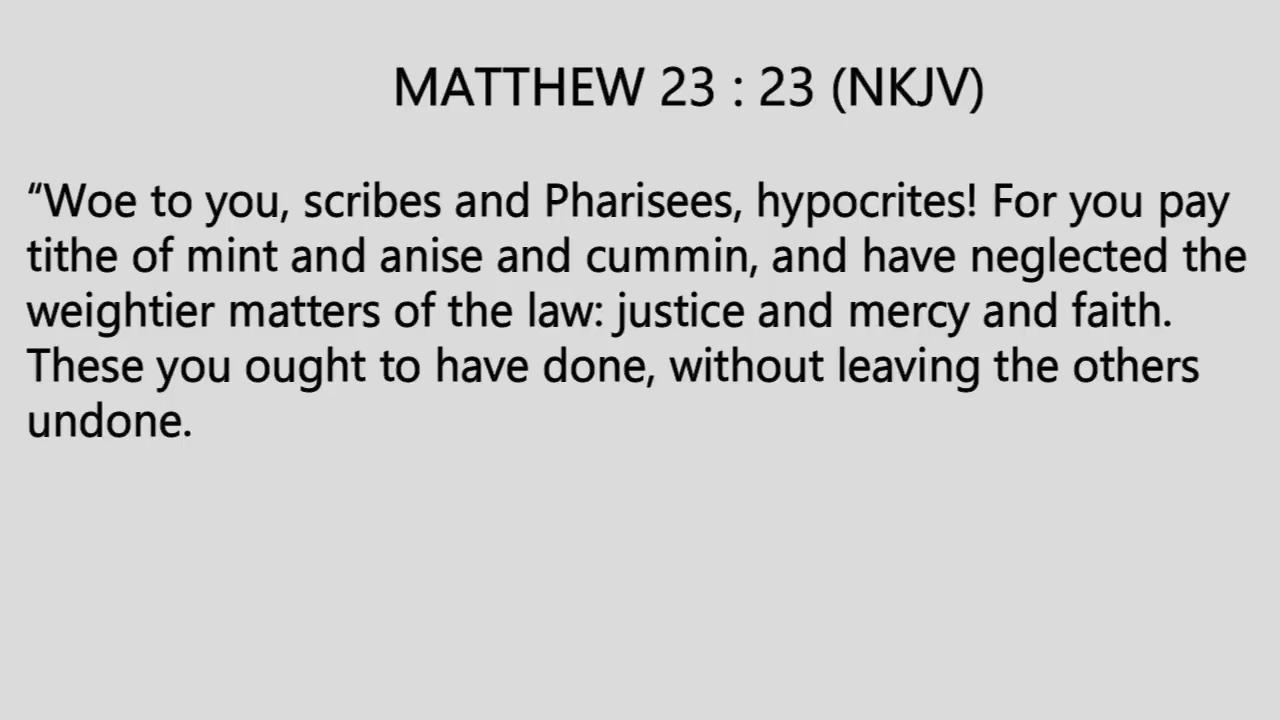 MATTHEW 23 : 23 (NKJV)
“Woe to you, scribes and Pharisees, hypocrites! For you pay
tithe of mint and anise and cummin, and have neglected the
weightier matters of the law: justice and mercy and faith.
These you ought to have done, without leaving the others
undone.